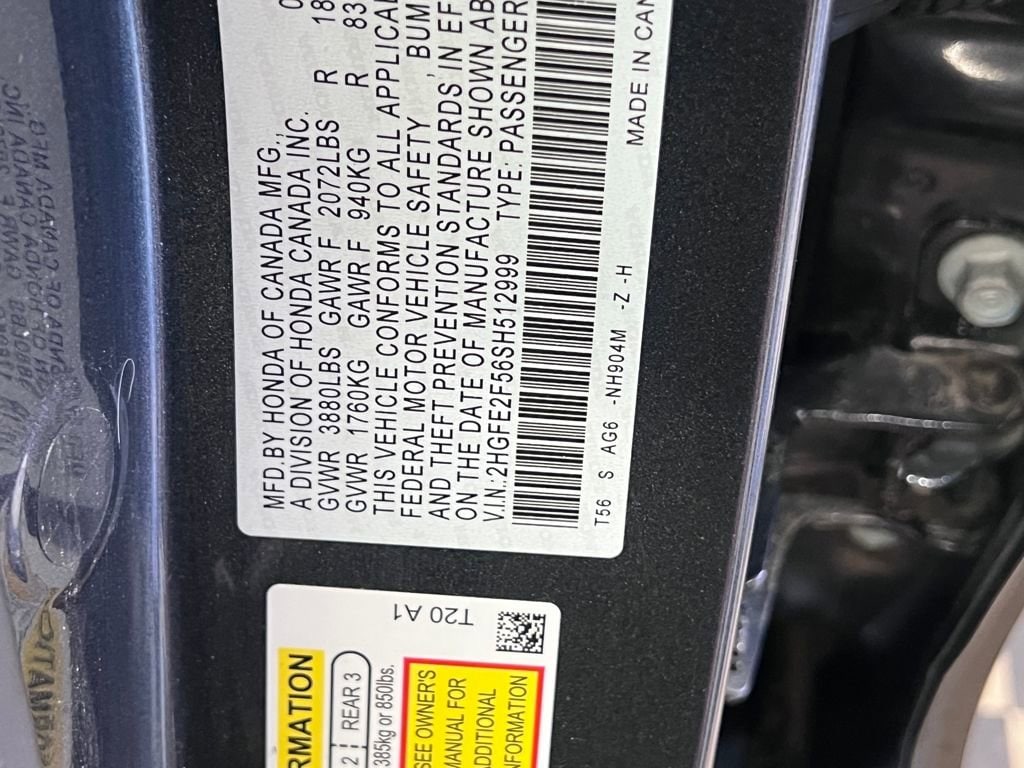 MFD.BY HONDA OF CANADA MFG.,
A DIVISION OF HONDA CANADA INC.
GVWR 3880LBS GAWR F 2072LBS R 18
GVWR 1760KG GAWR F 940KG R 83
THIS VEHICLE CONFORMS TO ALL APPLICA
FEDERAL MOTOR VEHICLE SAFETY , BUM
AND THEFT PREVENTION STANDARDS IN EF
ON THE DATE OF MANUFACTURE SHOWN AB
V.I.N.:2HGFE2F56SH512999 TYPE: PASSENGER
T56 S AG6 -NH904M -Z -H MADE IN CAN
T20 A1
RMATION
2 REAR 3
385kg or 850lbs.
SEE OWNER'S
MANUAL FOR
ADDITIONAL
INFORMATION